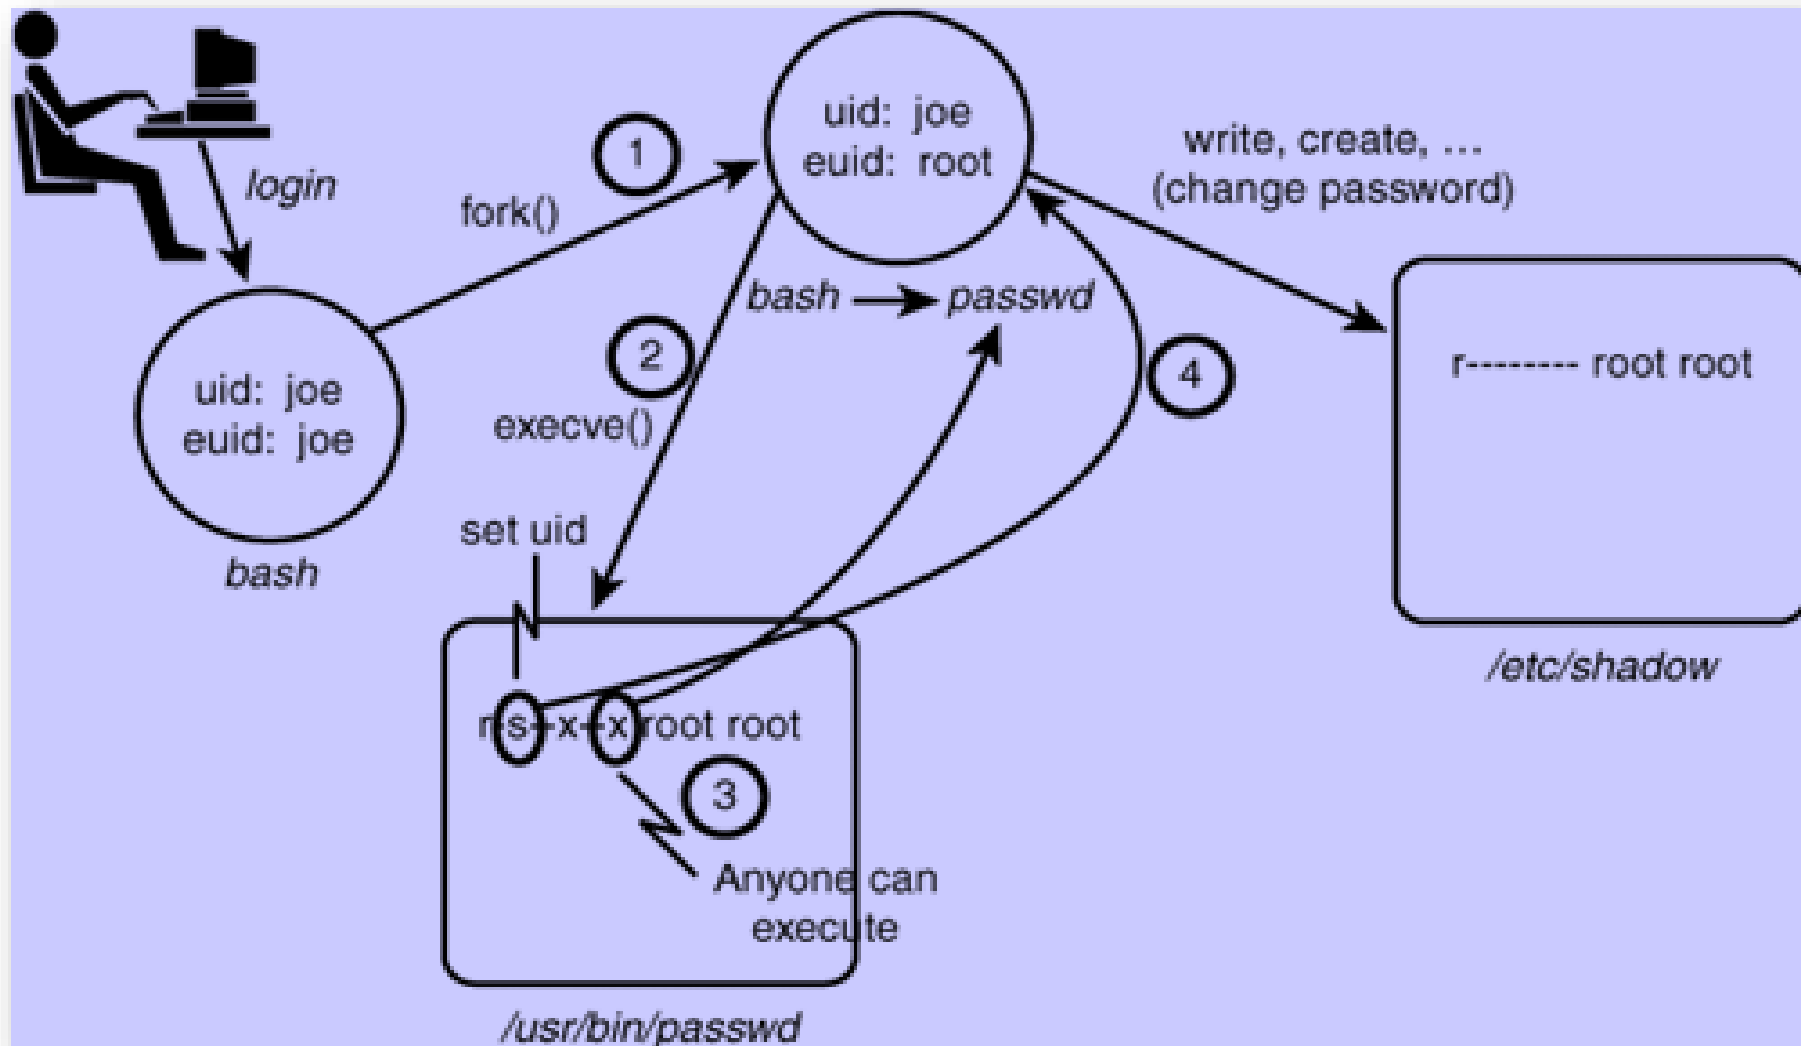 login
fork()
1
uid: joe
euid: root
write, create, ...
(change password)
bash
passwd
2
execve()
4
r-------- root root
uid: joe
euid: joe
bash
set uid
/etc/shadow
r-s--x--x root root
3
Anyone can
execute
/usr/bin/passwd